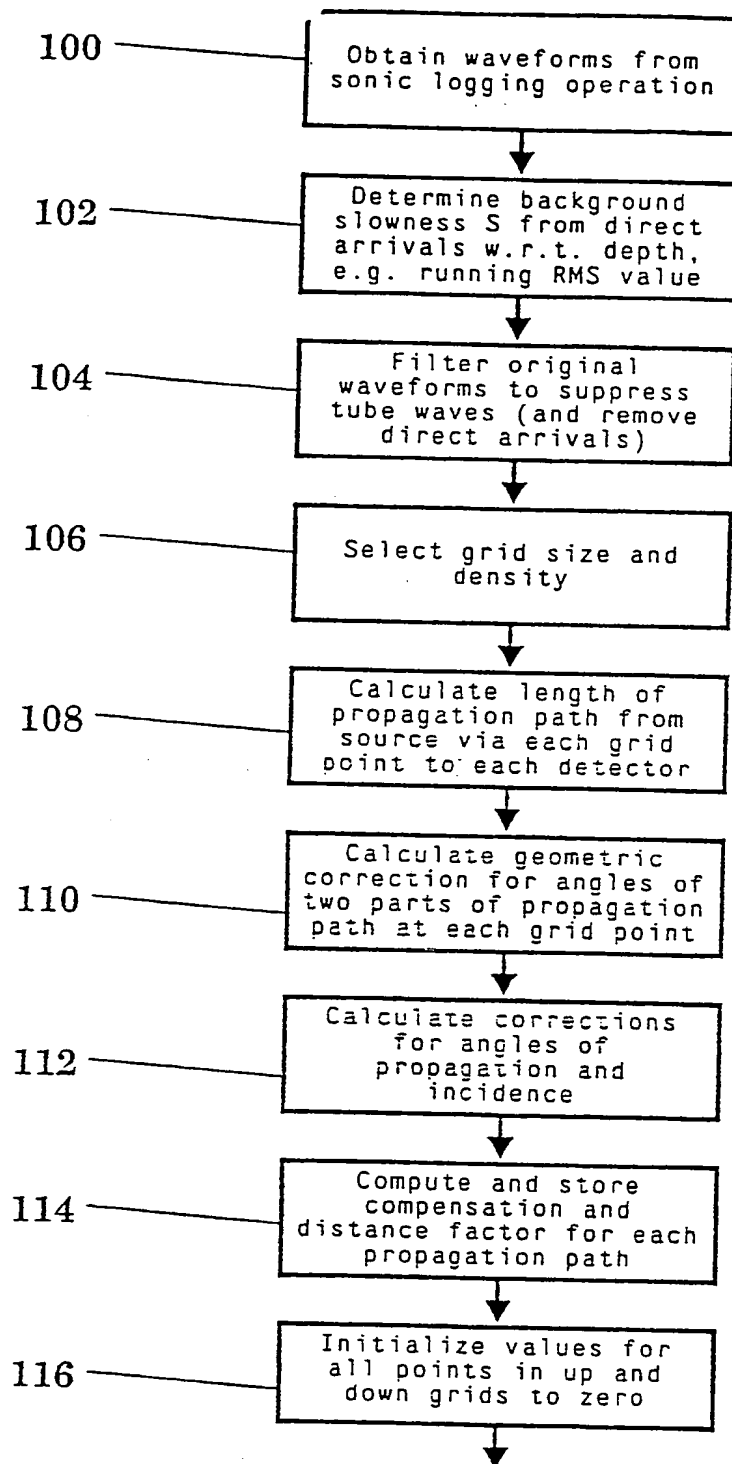 100
Obtain waveforms from
sonic logging operation
102
Determine background
slowness S from direct
arrivals w.r.t. depth,
e.g. running RMS value
104
Filter original
waveforms to suppress
tube waves (and remove
direct arrivals)
106
Select grid size and
density
108
Calculate length of
propagation path from
source via each grid
point to each detector
110
Calculate geometric
correction for angles of
two parts of propagation
path at each grid point
112
Calculate corrections
for angles of
propagation and
incidence
114
Compute and store
compensation and
distance factor for each
propagation path
116
Initialize values for
all points in up and
down grids to zero